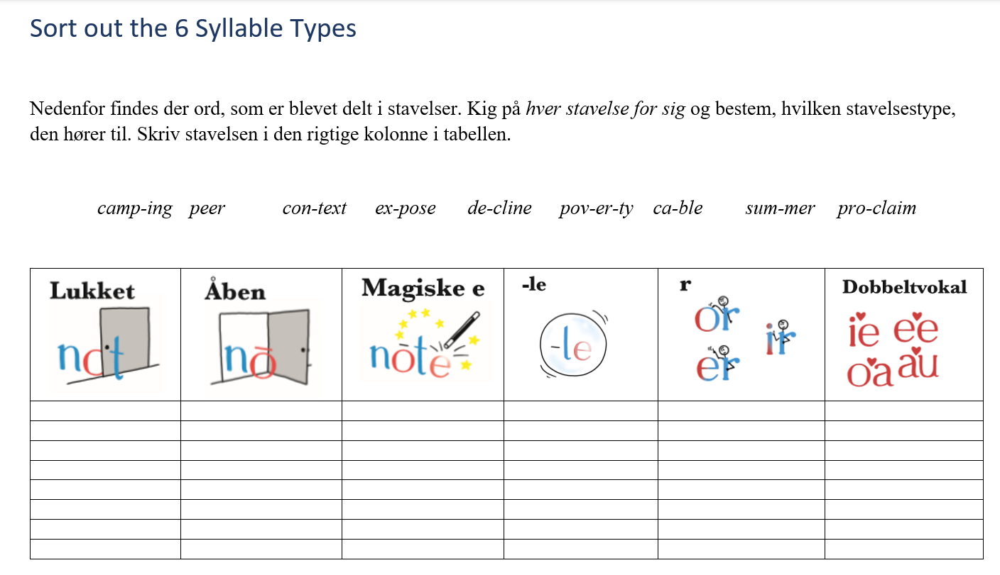 Sort out the 6 Syllable Types
Nedenfor findes der ord, som er blevet delt i stavelser. Kig på hver stavelse for sig og bestem, hvilken stavelsestype,
den hører til. Skriv stavelsen i den rigtige kolonne i tabellen.
camp-ing peer con-text ex-pose de-cline pov-er-ty ca-ble sum-mer pro-claim
Lukket Åben Magiske e -le r Dobbeltvokal
not nō nōte -le or ir er ie ee oa au